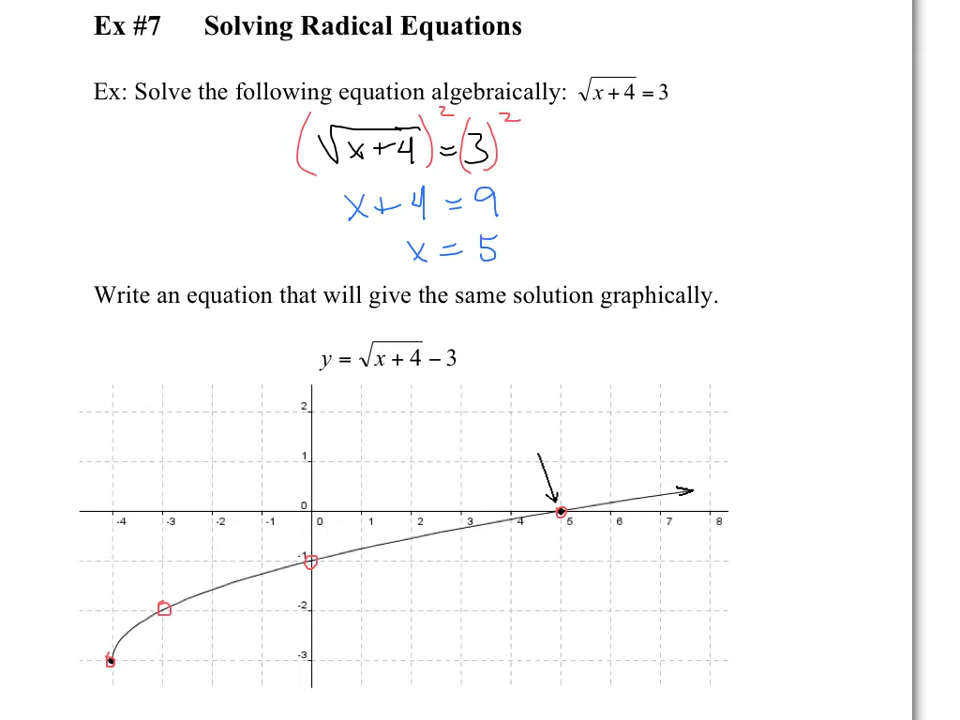 Ex #7 Solving Radical Equations
Ex: Solve the following equation algebraically: √x+4 = 3
(√x+4)² = (3)²
x+4 = 9
x = 5
Write an equation that will give the same solution graphically.
y = √x+4 − 3
2
1
0
-4 -3 -2 -1 0 1 2 3 4 5 6 7 8
-1
-2
-3